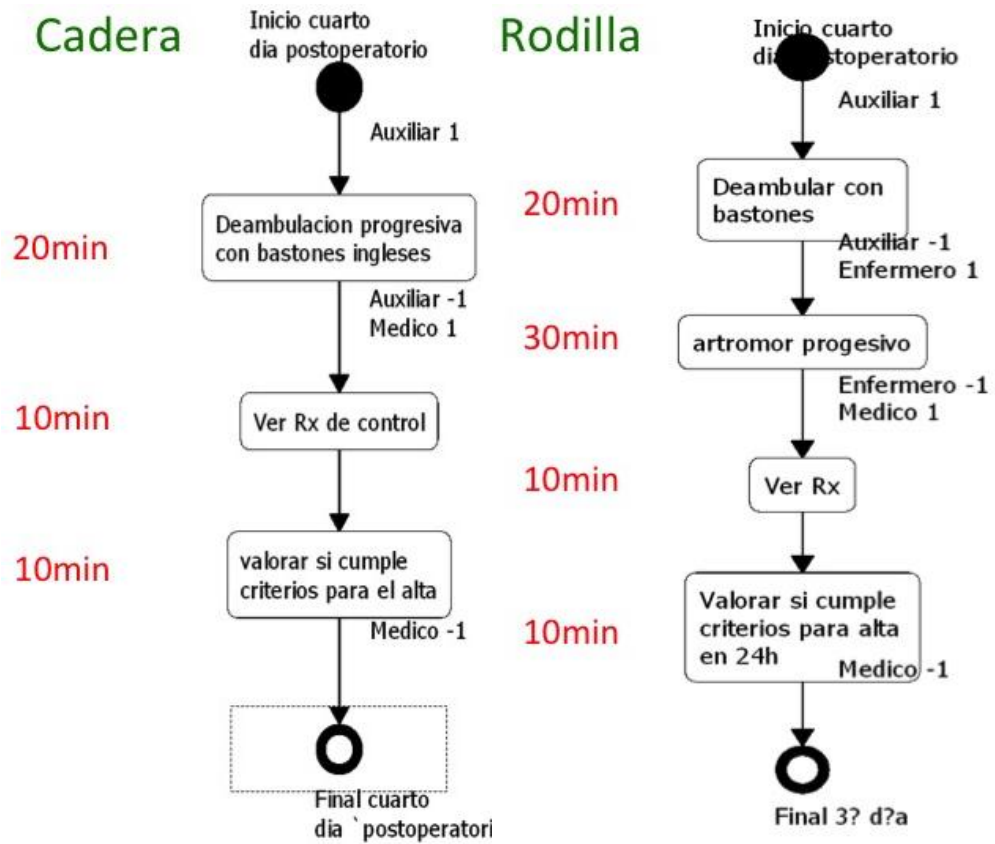 Cadera
Inicio cuarto
dia postoperatorio
Auxiliar 1
20min
Deambulacion progresiva
con bastones ingleses
Auxiliar -1
Medico 1
10min
Ver Rx de control
10min
valorar si cumple
criterios para el alta
Medico -1
Final cuarto
dia `postoperatori
Rodilla
Inicio cuarto
dia stoperatorio
Auxiliar 1
20min
Deambular con
bastones
Auxiliar -1
Enfermero 1
30min
artromor progesivo
Enfermero -1
Medico 1
10min
Ver Rx
10min
Valorar si cumple
criterios para alta
en 24h
Medico -1
Final 3? d?a